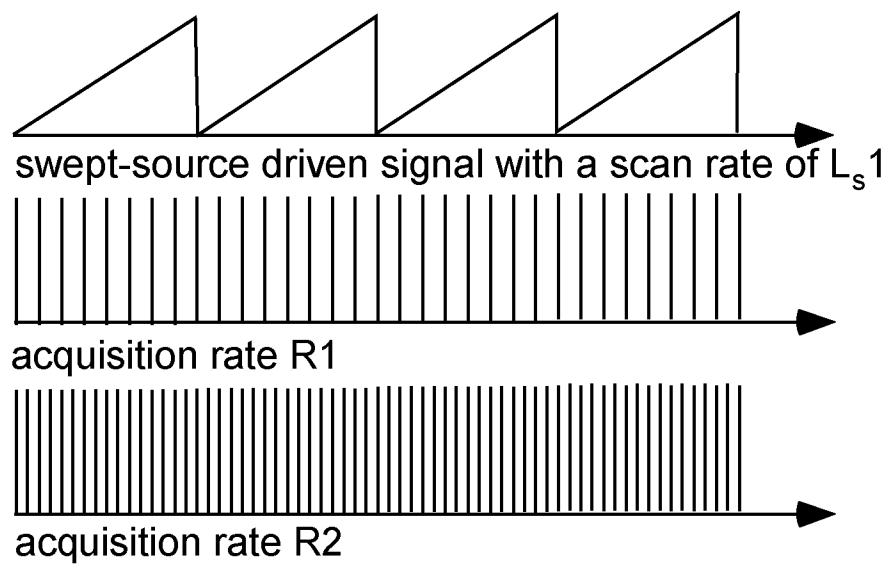 swept-source driven signal with a scan rate of Ls1
acquisition rate R1
acquisition rate R2